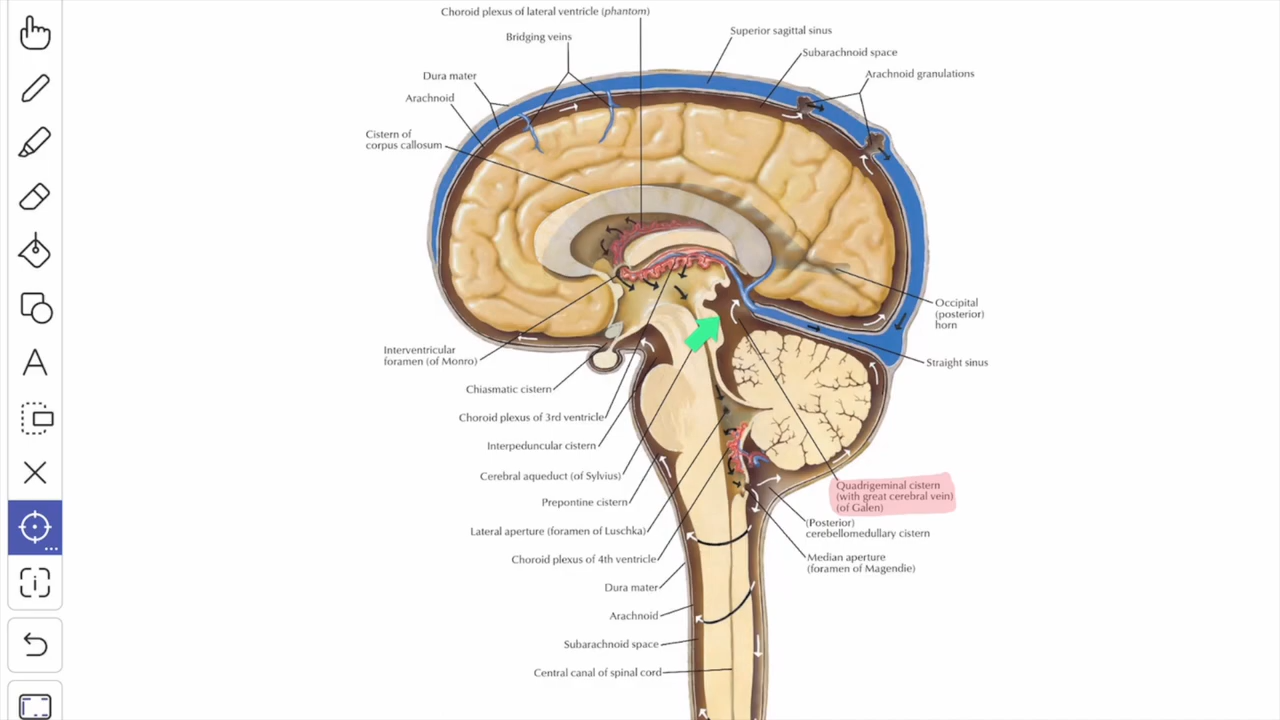 Choroid plexus of lateral ventricle (phantom)
Bridging veins
Superior sagittal sinus
Subarachnoid space
Dura mater
Arachnoid granulations
Arachnoid
Cistern of
corpus callosum
Occipital
(posterior)
horn
Interventricular
foramen (of Monro)
Straight sinus
Chiasmatic cistern
Choroid plexus of 3rd ventricle
Interpeduncular cistern
Cerebral aqueduct (of Sylvius)
Quadrigeminal cistern
(with great cerebral vein)
(of Galen)
Prepontine cistern
(Posterior)
cerebellomedullary cistern
Lateral aperture (foramen of Luschka)
Choroid plexus of 4th ventricle
Median aperture
(foramen of Magendie)
Dura mater
Arachnoid
Subarachnoid space
Central canal of spinal cord
A